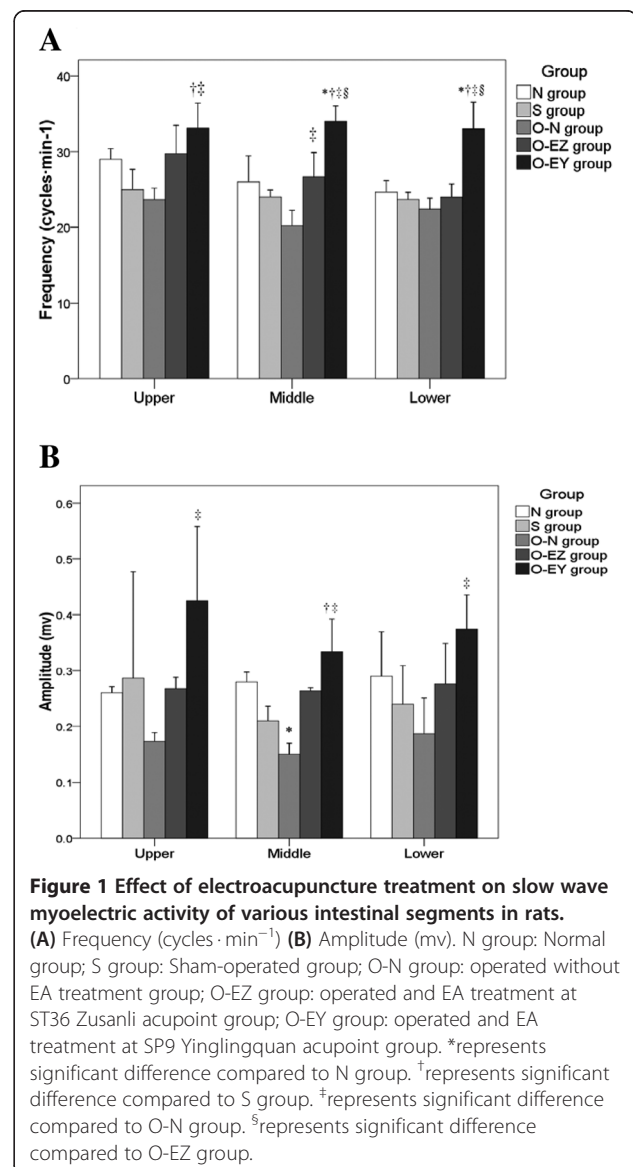 A
Frequency (cycles·min-1)
40
30
20
10
0
†‡
*†‡§
‡
*†‡§
Upper Middle Lower
Group
N group
S group
O-N group
O-EZ group
O-EY group
B
Amplitude (mv)
0.6
0.5
0.4
0.3
0.2
0.1
0.0
‡
†‡
*
‡
Upper Middle Lower
Group
N group
S group
O-N group
O-EZ group
O-EY group
Figure 1 Effect of electroacupuncture treatment on slow wave
myoelectric activity of various intestinal segments in rats.
(A) Frequency (cycles · min⁻¹) (B) Amplitude (mv). N group: Normal
group; S group: Sham-operated group; O-N group: operated without
EA treatment group; O-EZ group: operated and EA treatment at
ST36 Zusanli acupoint group; O-EY group: operated and EA
treatment at SP9 Yinglingquan acupoint group. *represents
significant difference compared to N group. †represents significant
difference compared to S group. ‡represents significant difference
compared to O-N group. §represents significant difference
compared to O-EZ group.